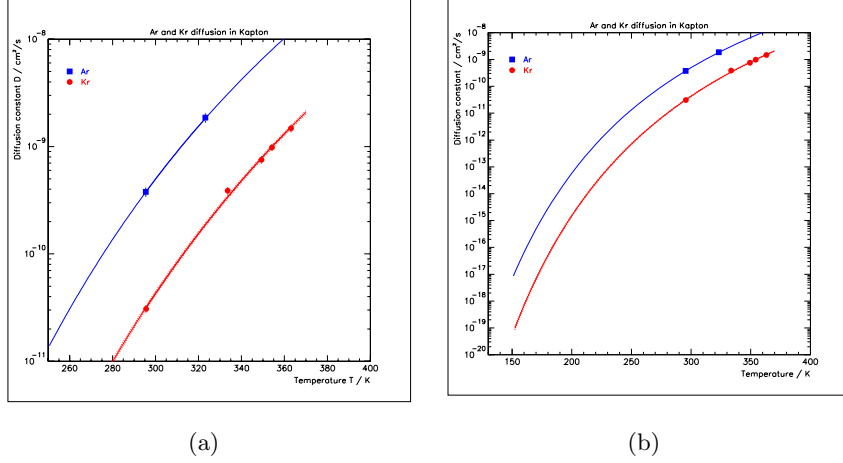 Ar and Kr diffusion in Kapton
Diffusion constant D / cm²/s
10⁻⁸
10⁻⁹
10⁻¹⁰
10⁻¹¹
Ar
Kr
260
280
300
320
340
360
380
400
Temperature T / K
(a)
Ar and Kr diffusion in Kapton
Diffusion constant D / cm²/s
10⁻⁸
10⁻⁹
10⁻¹⁰
10⁻¹¹
10⁻¹²
10⁻¹³
10⁻¹⁴
10⁻¹⁵
10⁻¹⁶
10⁻¹⁷
10⁻¹⁸
10⁻¹⁹
10⁻²⁰
Ar
Kr
150
200
250
300
350
400
Temperature / K
(b)